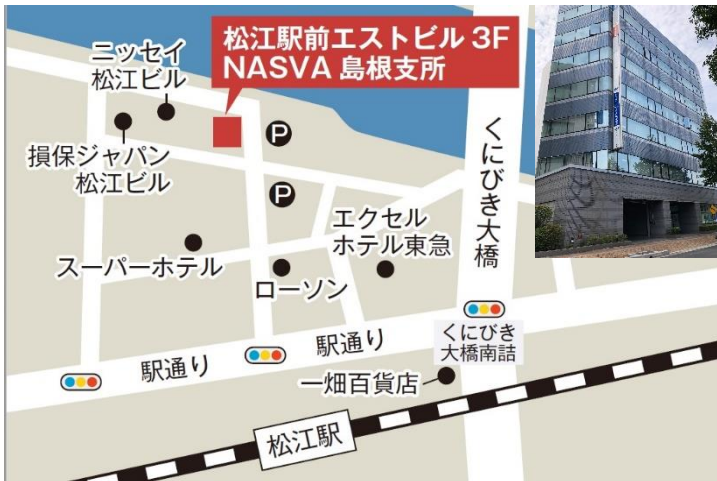 松江駅前エストビル 3F
NASVA 島根支所
ニッセイ
松江ビル
損保ジャパン
松江ビル
P
P
くにびき大橋
エクセル
ホテル東急
スーパーホテル
ローソン
くにびき
大橋南詰
駅通り
駅通り
一畑百貨店
松江駅